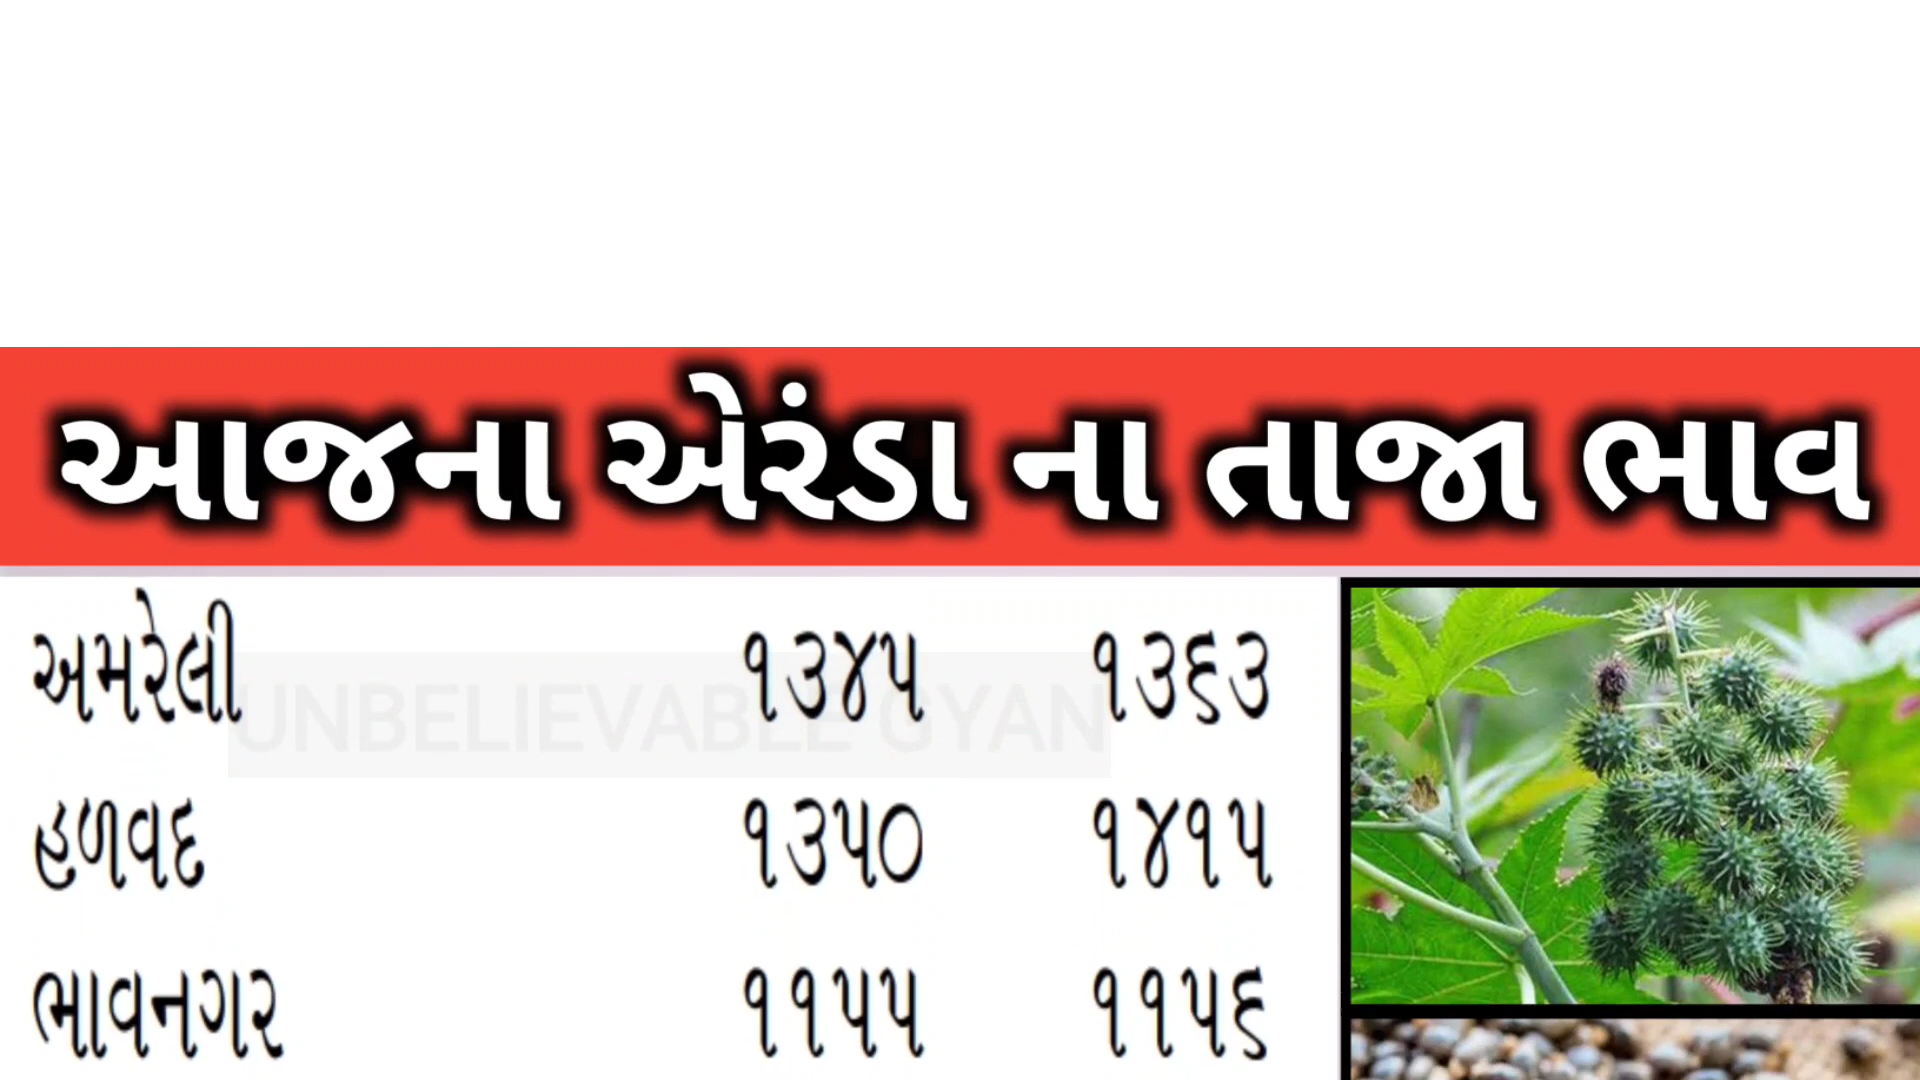 આજના એરંડા ના તાજા ભાવ
અમરેલી ૧૩૪૫ ૧૩૬૩
UNBELIEVABLE GYAN
હળવદ ૧૩૫૦ ૧૪૧૫
ભાવનગર ૧૧૫૫ ૧૧૫૬